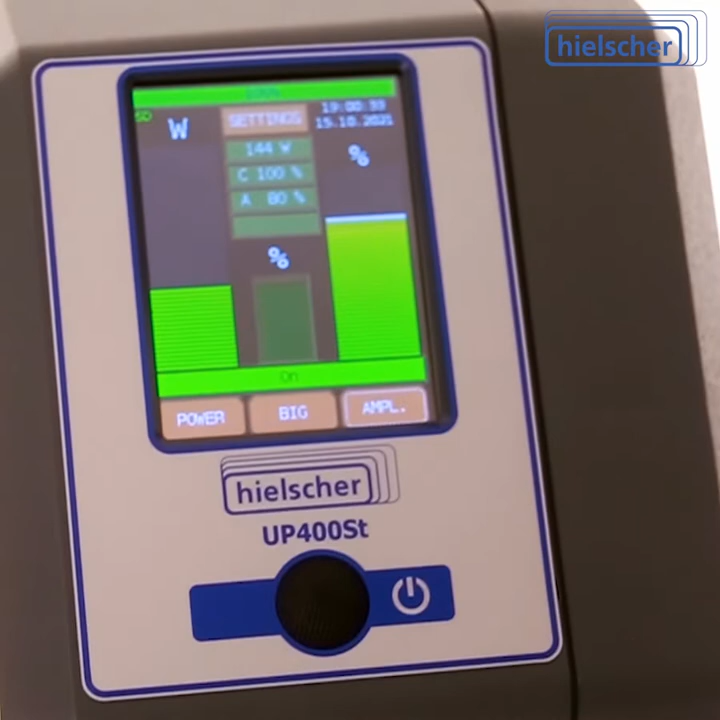 hielscher
SD
W
SETTINGS
19:00:33
15.10.2021
144 W
C 100 %
A 80 %
%
%
On
POWER
BIG
AMPL.
hielscher
UP400St